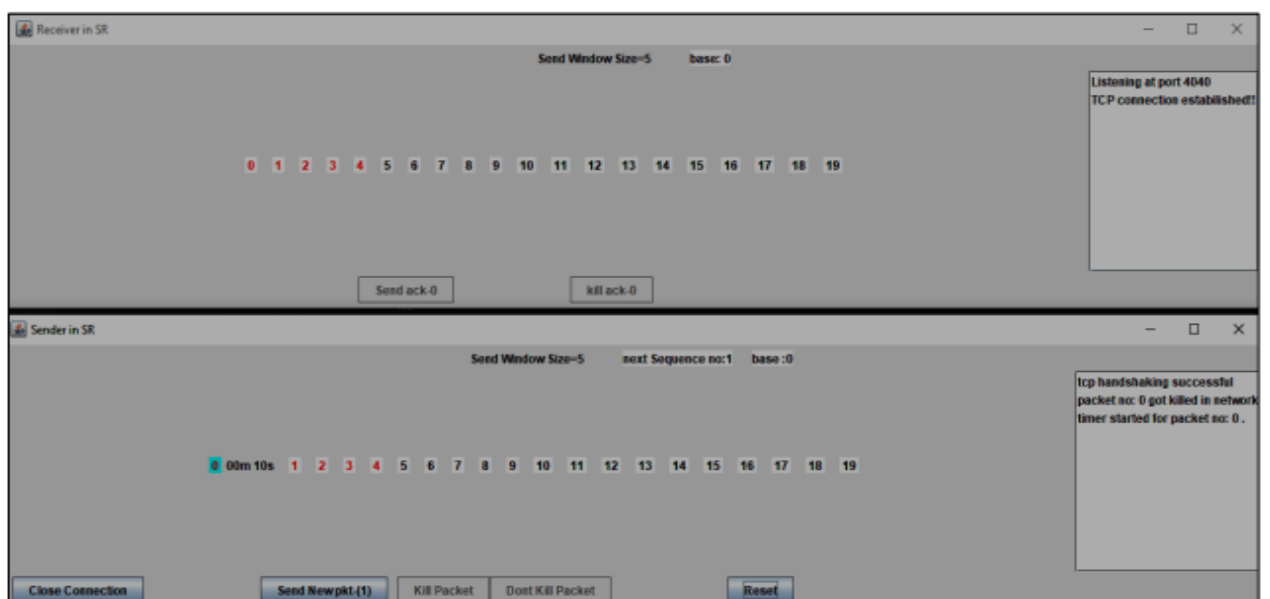 Receiver in SR
Send Window Size=5 base: 0
Listening at port 4040
TCP connection estabilished!!
0 1 2 3 4 5 6 7 8 9 10 11 12 13 14 15 16 17 18 19
Send ack-0 kill ack-0
Sender in SR
Send Window Size=5 next Sequence no:1 base :0
tcp handshaking successful
packet no: 0 got killed in network
timer started for packet no: 0 .
0 00m 10s 1 2 3 4 5 6 7 8 9 10 11 12 13 14 15 16 17 18 19
Close Connection Send New pkt-(1) Kill Packet Dont Kill Packet Reset